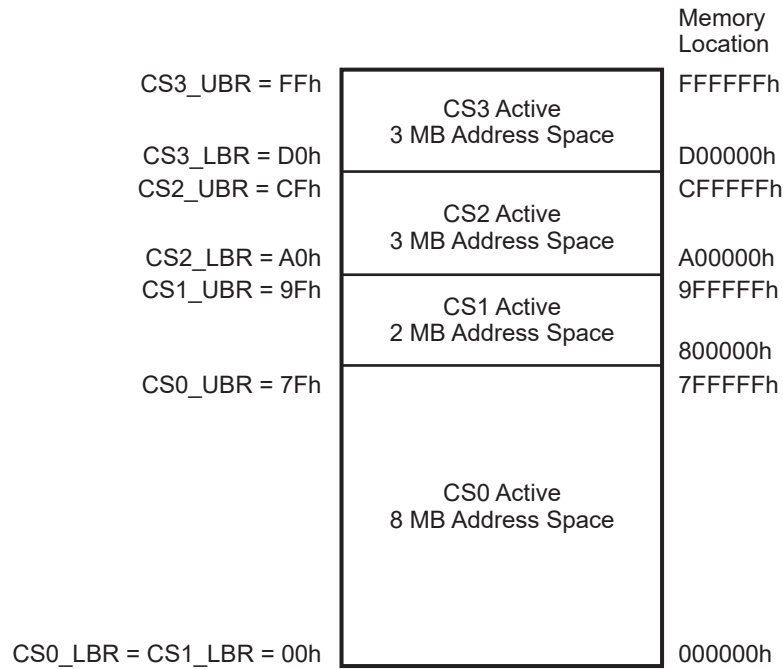 Memory
Location
CS3_UBR = FFh
FFFFFFh
CS3 Active
3 MB Address Space
CS3_LBR = D0h
D00000h
CS2_UBR = CFh
CFFFFFh
CS2 Active
3 MB Address Space
CS2_LBR = A0h
A00000h
CS1_UBR = 9Fh
9FFFFFh
CS1 Active
2 MB Address Space
800000h
CS0_UBR = 7Fh
7FFFFFh
CS0 Active
8 MB Address Space
CS0_LBR = CS1_LBR = 00h
000000h